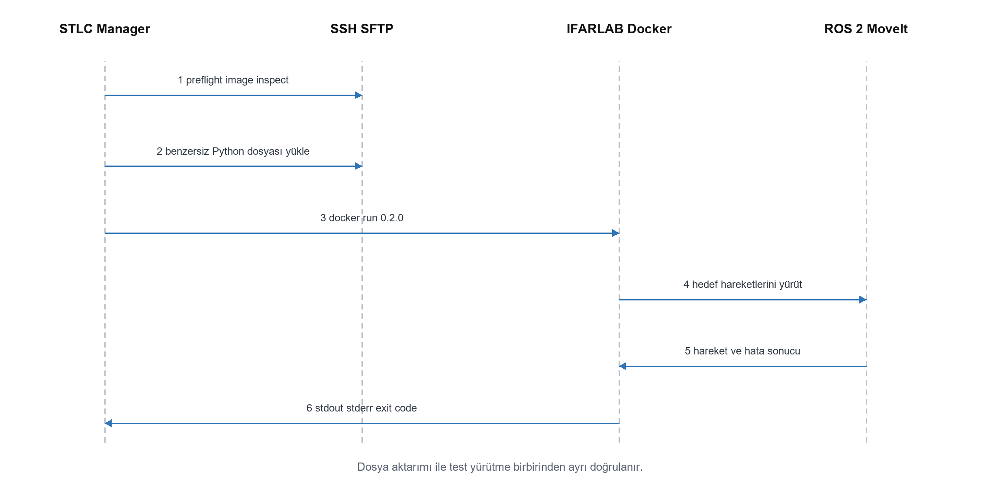 STLC Manager
SSH SFTP
IFARLAB Docker
ROS 2 MoveIt
1 preflight image inspect
2 benzersiz Python dosyası yükle
3 docker run 0.2.0
4 hedef hareketlerini yürüt
5 hareket ve hata sonucu
6 stdout stderr exit code
Dosya aktarımı ile test yürütme birbirinden ayrı doğrulanır.